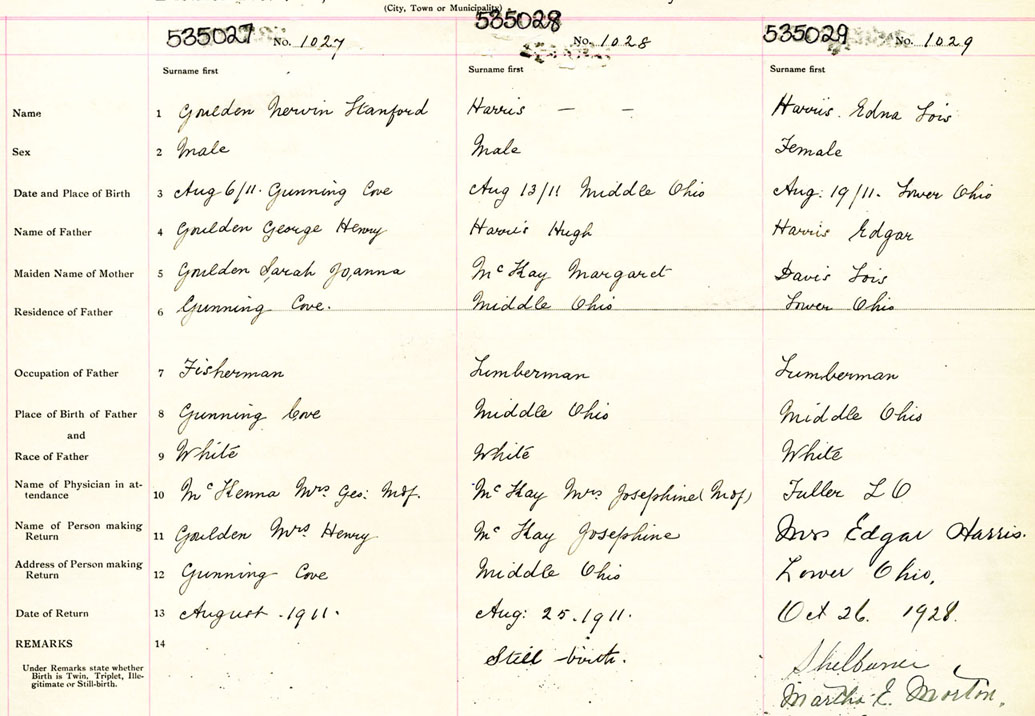 (City, Town or Municipality)
535027 No. 1027 535028 No. 1028 535029 No. 1029
Surname first Surname first Surname first
Name 1 Goulden Nerwin Stanford Harris — — Harris. Edna Lois
Sex 2 Male Male Female
Date and Place of Birth 3 Aug 6/11. Gunning Cove Aug 13/11 Middle Ohio Aug: 19/11. Lower Ohio
Name of Father 4 Goulden George Henry Harris Hugh Harris Edgar
Maiden Name of Mother 5 Goulden Sarah Joanna McKay Margaret Davis Lois
Residence of Father 6 Gunning Cove. Middle Ohio Lower Ohio
Occupation of Father 7 Fisherman Lumberman Lumberman
Place of Birth of Father 8 Gunning Cove Middle Ohio Middle Ohio
and
Race of Father 9 White White White
Name of Physician in at-
tendance 10 McKenna Mrs Geo: Mdf. McKay Mrs Josephine (Mdf) Fuller L O
Name of Person making
Return 11 Goulden Mrs Henry McKay Josephine Mrs Edgar Harris.
Address of Person making
Return 12 Gunning Cove Middle Ohio Lower Ohio.
Date of Return 13 August . 1911. Aug: 25. 1911. Oct 26. 1928.
REMARKS 14
Still birth. Shelburne
Under Remarks state whether
Birth is Twin, Triplet, Ille-
gitimate or Still-birth.
Martha E. Morton.